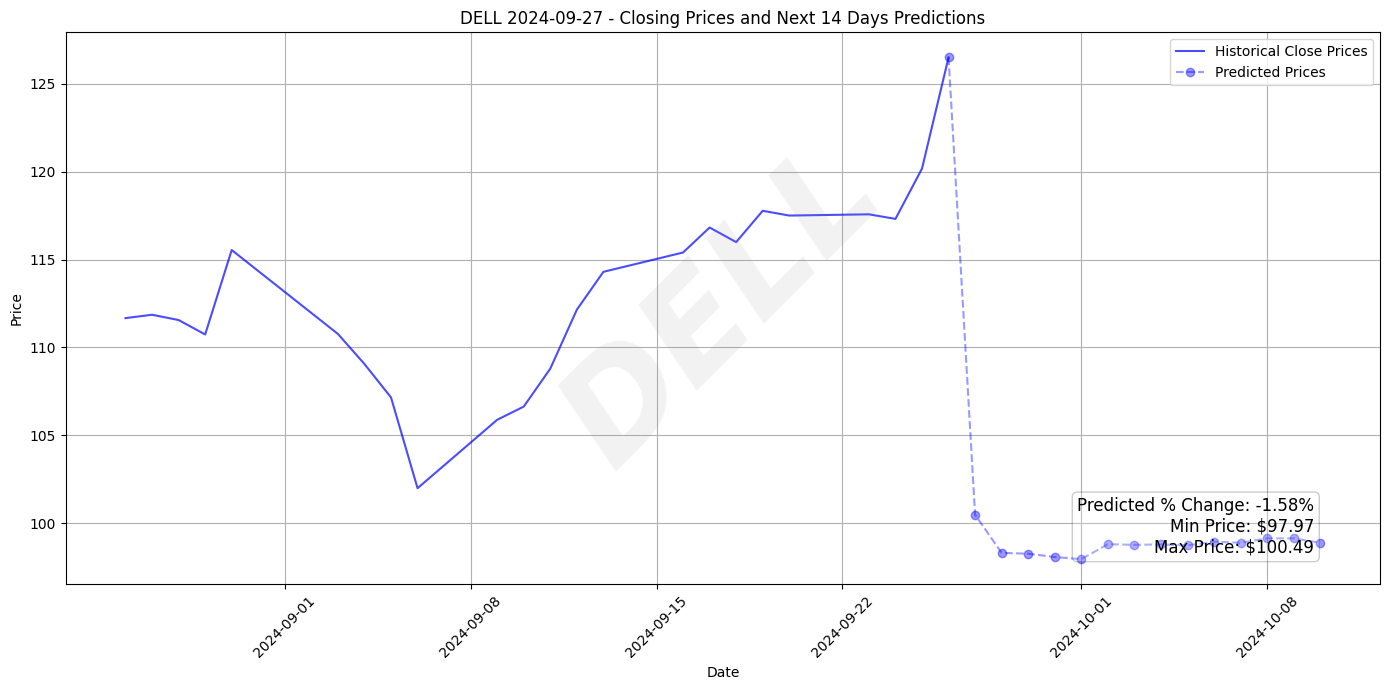 DELL 2024-09-27 - Closing Prices and Next 14 Days Predictions
Historical Close Prices
Predicted Prices
125
120
115
110
105
100
Price
DELL
Predicted % Change: -1.58%
Min Price: $97.97
Max Price: $100.49
2024-09-01
2024-09-08
2024-09-15
2024-09-22
2024-10-01
2024-10-08
Date